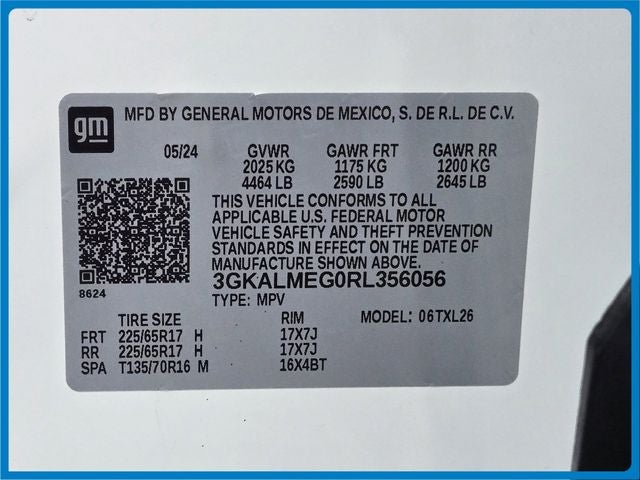 gm
MFD BY GENERAL MOTORS DE MEXICO, S. DE R.L. DE C.V.
05/24 GVWR GAWR FRT GAWR RR
2025 KG 1175 KG 1200 KG
4464 LB 2590 LB 2645 LB
THIS VEHICLE CONFORMS TO ALL
APPLICABLE U.S. FEDERAL MOTOR
VEHICLE SAFETY AND THEFT PREVENTION
STANDARDS IN EFFECT ON THE DATE OF
MANUFACTURE SHOWN ABOVE.
3GKALMEG0RL356056
8624
TYPE: MPV
TIRE SIZE RIM MODEL: 06TXL26
FRT 225/65R17 H 17X7J
RR 225/65R17 H 17X7J
SPA T135/70R16 M 16X4BT